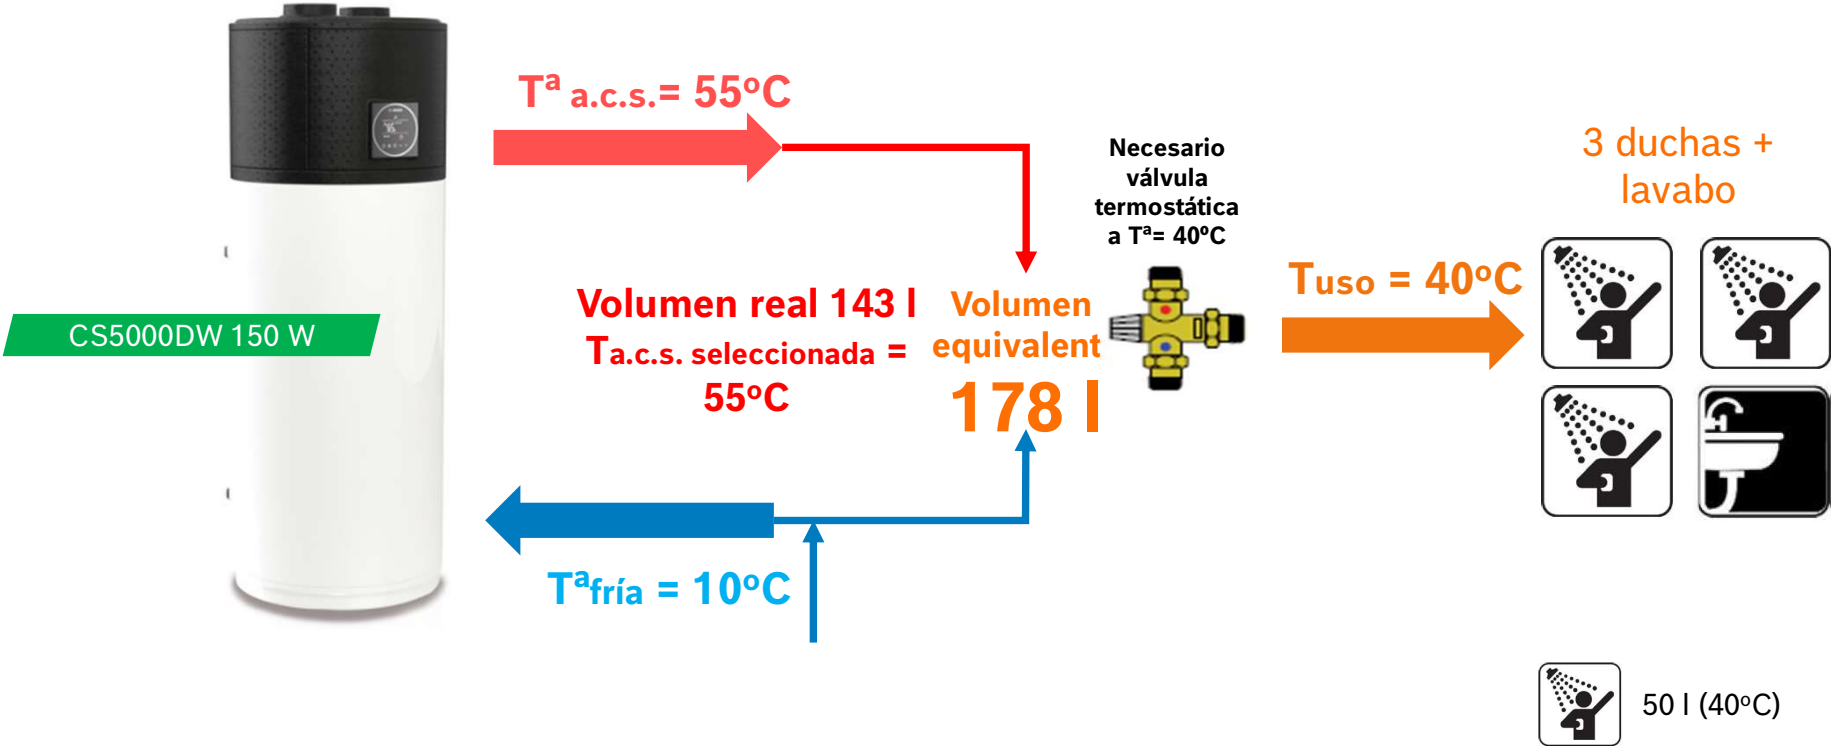 Tª a.c.s.= 55ºC
Necesario
válvula
termostática
a Tª= 40ºC
3 duchas +
lavabo
Tuso = 40ºC
Volumen real 143 l
Ta.c.s. seleccionada =
55ºC
Volumen
equivalent
178 l
CS5000DW 150 W
Tªfría = 10ºC
50 l (40ºC)